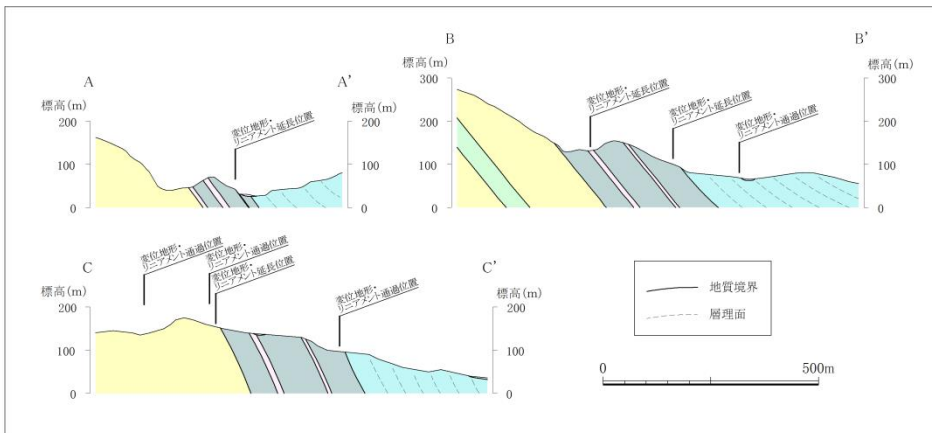 A
A'
標高(m)
標高(m)
200
100
0
200
100
0
変位地形・
リニアメント延長位置
B
B'
標高(m)
標高(m)
300
200
100
0
300
200
100
0
変位地形・
リニアメント延長位置
変位地形・
リニアメント延長位置
変位地形・
リニアメント通過位置
C
C'
標高(m)
標高(m)
200
100
0
200
100
0
変位地形・
リニアメント通過位置
変位地形・
リニアメント通過位置
変位地形・
リニアメント延長位置
変位地形・
リニアメント通過位置
地質境界
層理面
0
500m